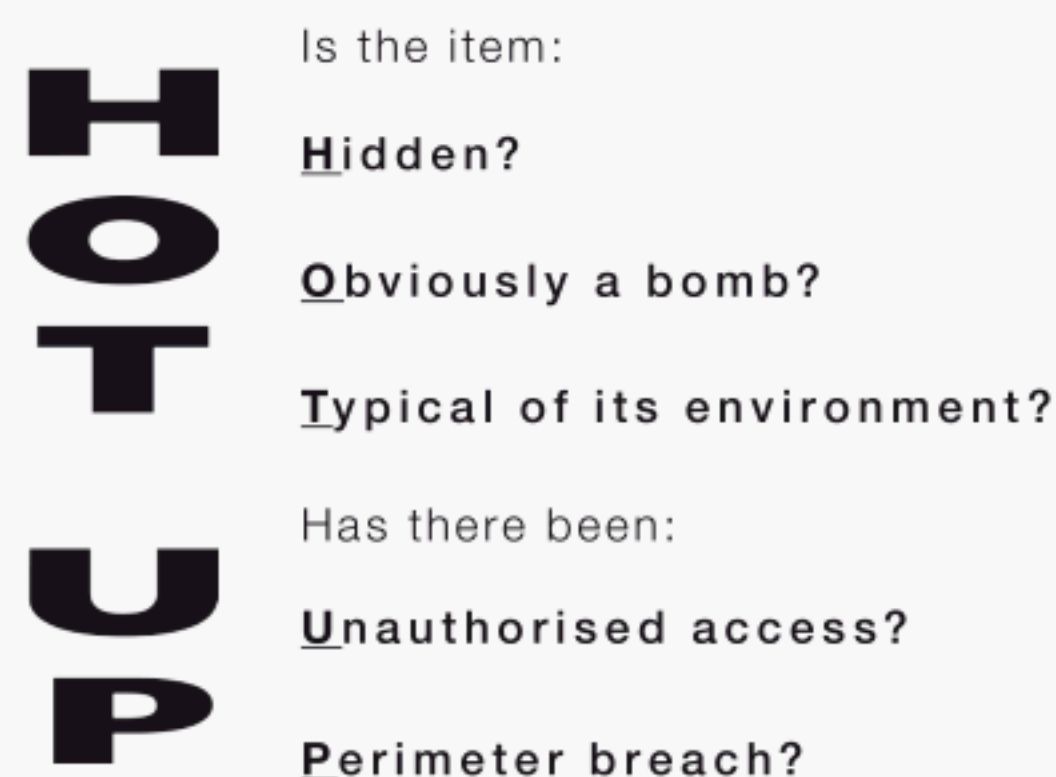 Is the item:
H
Hidden?
O
Obviously a bomb?
T
Typical of its environment?
Has there been:
U
Unauthorised access?
P
Perimeter breach?